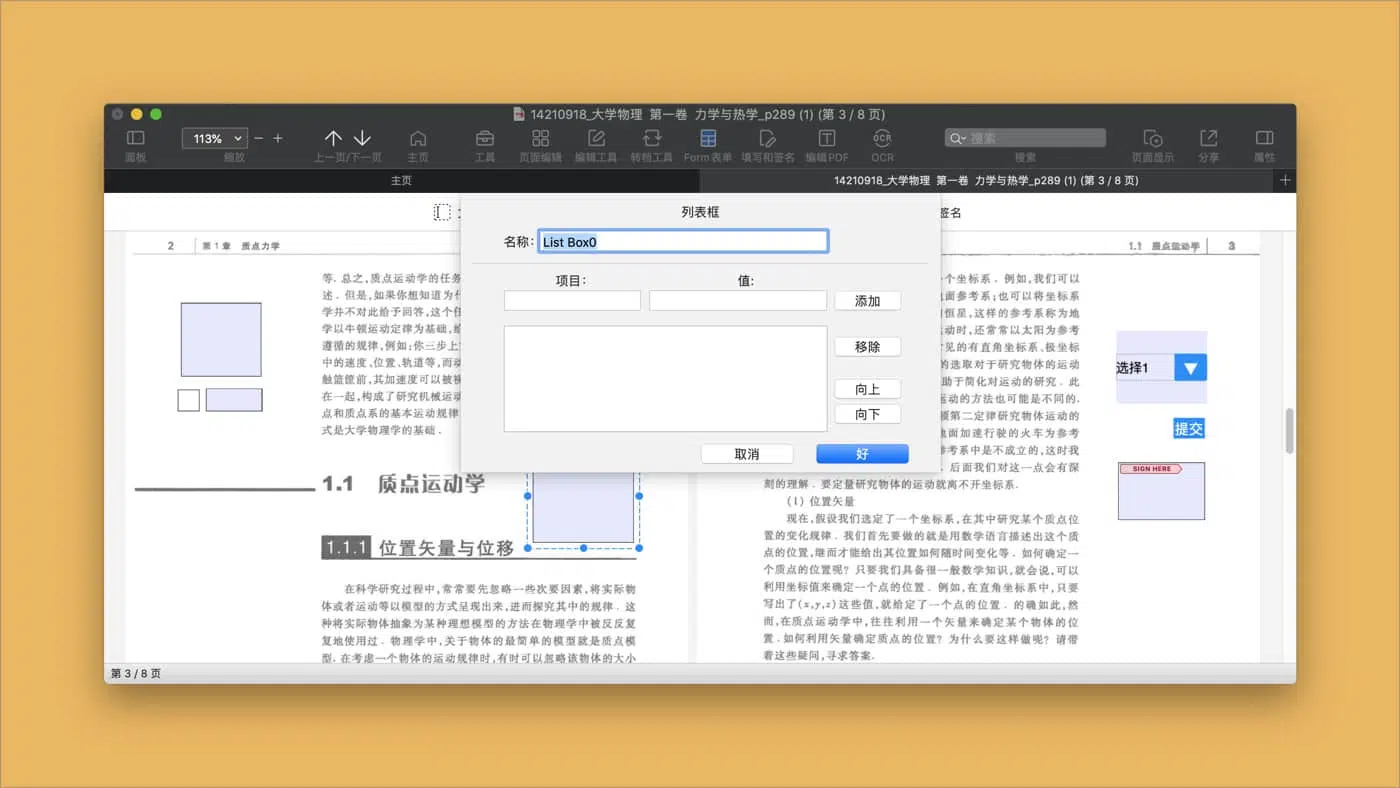 14210918_大学物理 第一卷 力学与热学_p289 (1) (第 3 / 8 页)
113%
搜索
面板
缩放
上一页/下一页
主页
工具
页面编辑
编辑工具
转档工具
Form 表单
填写和签名
编辑PDF
OCR
OCR
搜索
页面显示
分享
属性
主页
14210918_大学物理 第一卷 力学与热学_p289 (1) (第 3 / 8 页)
签名
列表框
名称: List Box0
项目:
值:
添加
移除
向上
向下
取消
好
2 第 1 章 质点力学
等. 总之,质点运动学的任务
述. 但是,如果你想知道为什
学并不对此给予回答,这个任
学以牛顿运动定律为基础,给
遵循的规律,例如:你三步上
中的速度、位置、轨道等,而动
触篮筐前,其加速度可以被视
在一起,构成了研究机械运动
点和质点系的基本运动规律
式是大学物理学的基础.
1.1 质点运动学
1.1.1 位置矢量与位移
在科学研究过程中,常常要先忽略一些次要因素,将实际物
体或者运动等以模型的方式呈现出来,进而探究其中的规律. 这
种将实际物体抽象为某种理想模型的方法在物理学中被反反复
复地使用过. 物理学中,关于物体的最简单的模型就是质点模
型. 在考虑一个物体的运动规律时,有时可以忽略该物体的大小
1.1 质点运动学 3
个坐标系. 例如,我们可以
面参考系;也可以将坐标系
恒星,这样的参考系称为地
动时,还常常以太阳为参考
见的有直角坐标系、极坐标
的选取对于研究物体的运动
助于简化对运动的研究. 此
运动的方法也可能是不同的.
顿第二定律研究物体运动的
地面加速行驶的火车为参考
参考系中是不成立的,这时我
. 后面我们对这一点会有深
刻的理解. 要定量研究物体的运动就离不开坐标系.
(1) 位置矢量
现在,假设我们选定了一个坐标系,在其中研究某个质点位
置的变化规律. 我们首先要做的就是用数学语言描述出这个质
点的位置,继而才能给出其位置如何随时间变化等. 如何确定一
个质点的位置呢? 只要我们具备很一般数学知识,就会说,可以
利用坐标值来确定一个点的位置. 例如,在直角坐标系中,只要
写出了(x,y,z)这些值,就给定了一个点的位置. 的确如此,然
而,在质点运动学中,往往利用一个矢量来确定某个物体的位
置. 如何利用矢量确定质点的位置? 为什么要这样做呢? 请带
着这些疑问,寻求答案.
选择1
提交
SIGN HERE
第 3 / 8 页